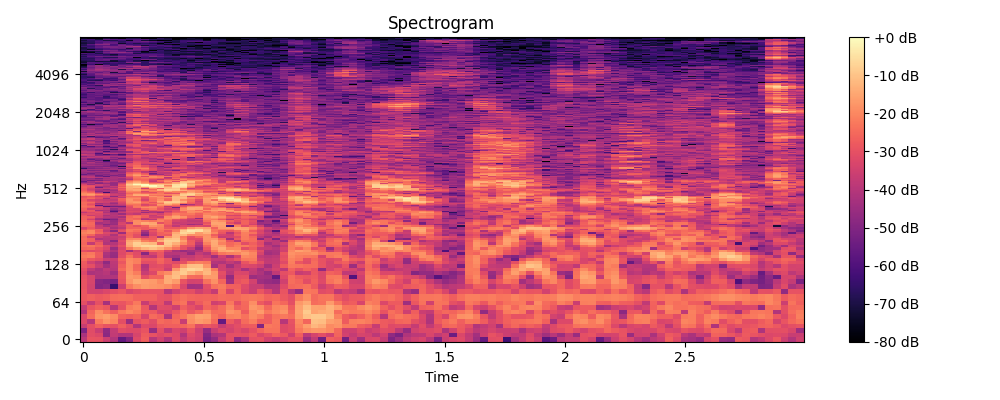 Spectrogram
+0 dB
4096
-10 dB
2048
-20 dB
1024
-30 dB
512
-40 dB
Hz
256
-50 dB
128
-60 dB
64
-70 dB
0
-80 dB
0 0.5 1 1.5 2 2.5
Time